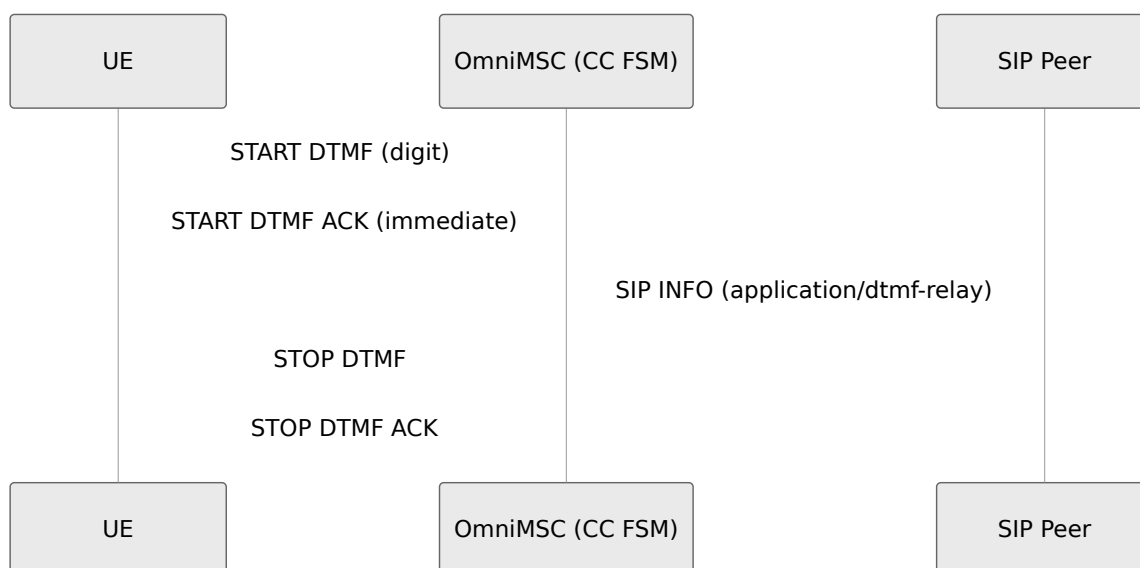 UE
OmniMSC (CC FSM)
SIP Peer
START DTMF (digit)
START DTMF ACK (immediate)
SIP INFO (application/dtmf-relay)
STOP DTMF
STOP DTMF ACK
UE
OmniMSC (CC FSM)
SIP Peer